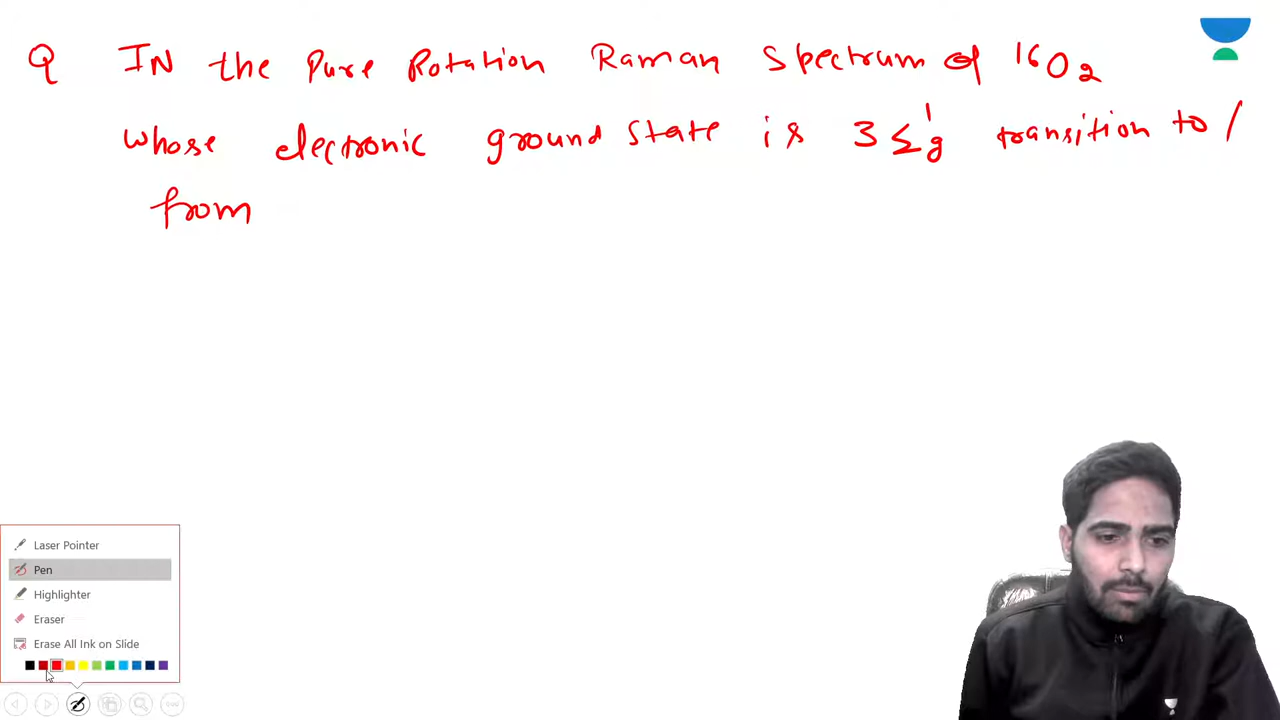 Q IN the Pure Rotation Raman Spectrum of 16O2
whose electronic ground state is 3Σ'g transition to /
from
Laser Pointer
Pen
Highlighter
Eraser
Erase All Ink on Slide